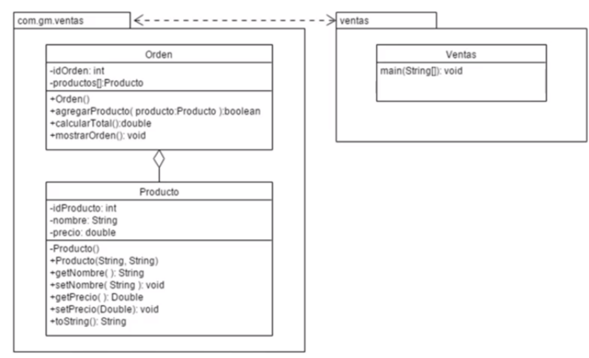 com.gm.ventas
ventas
Orden
-idOrden: int
-productos[]:Producto
+Orden()
+agregarProducto( producto:Producto ):boolean
+calcularTotal():double
+mostrarOrden(): void
Producto
-idProducto: int
-nombre: String
-precio: double
-Producto()
+Producto(String, String)
+getNombre( ): String
+setNombre( String ): void
+getPrecio( ): Double
+setPrecio(Double): void
+toString(): String
Ventas
main(String[]): void